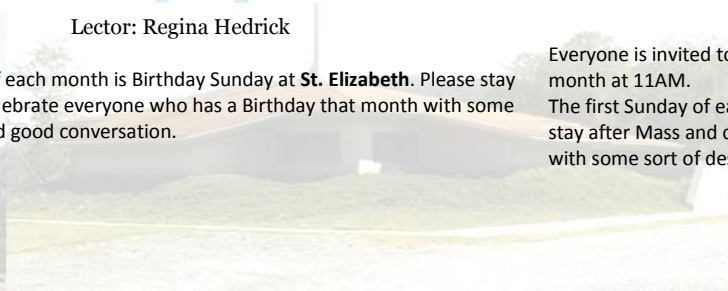 Lector: Regina Hedrick
each month is Birthday Sunday at St. Elizabeth. Please stay
ebrate everyone who has a Birthday that month with some
good conversation.
Everyone is invited to
month at 11AM.
The first Sunday of ea
stay after Mass and c
with some sort of des